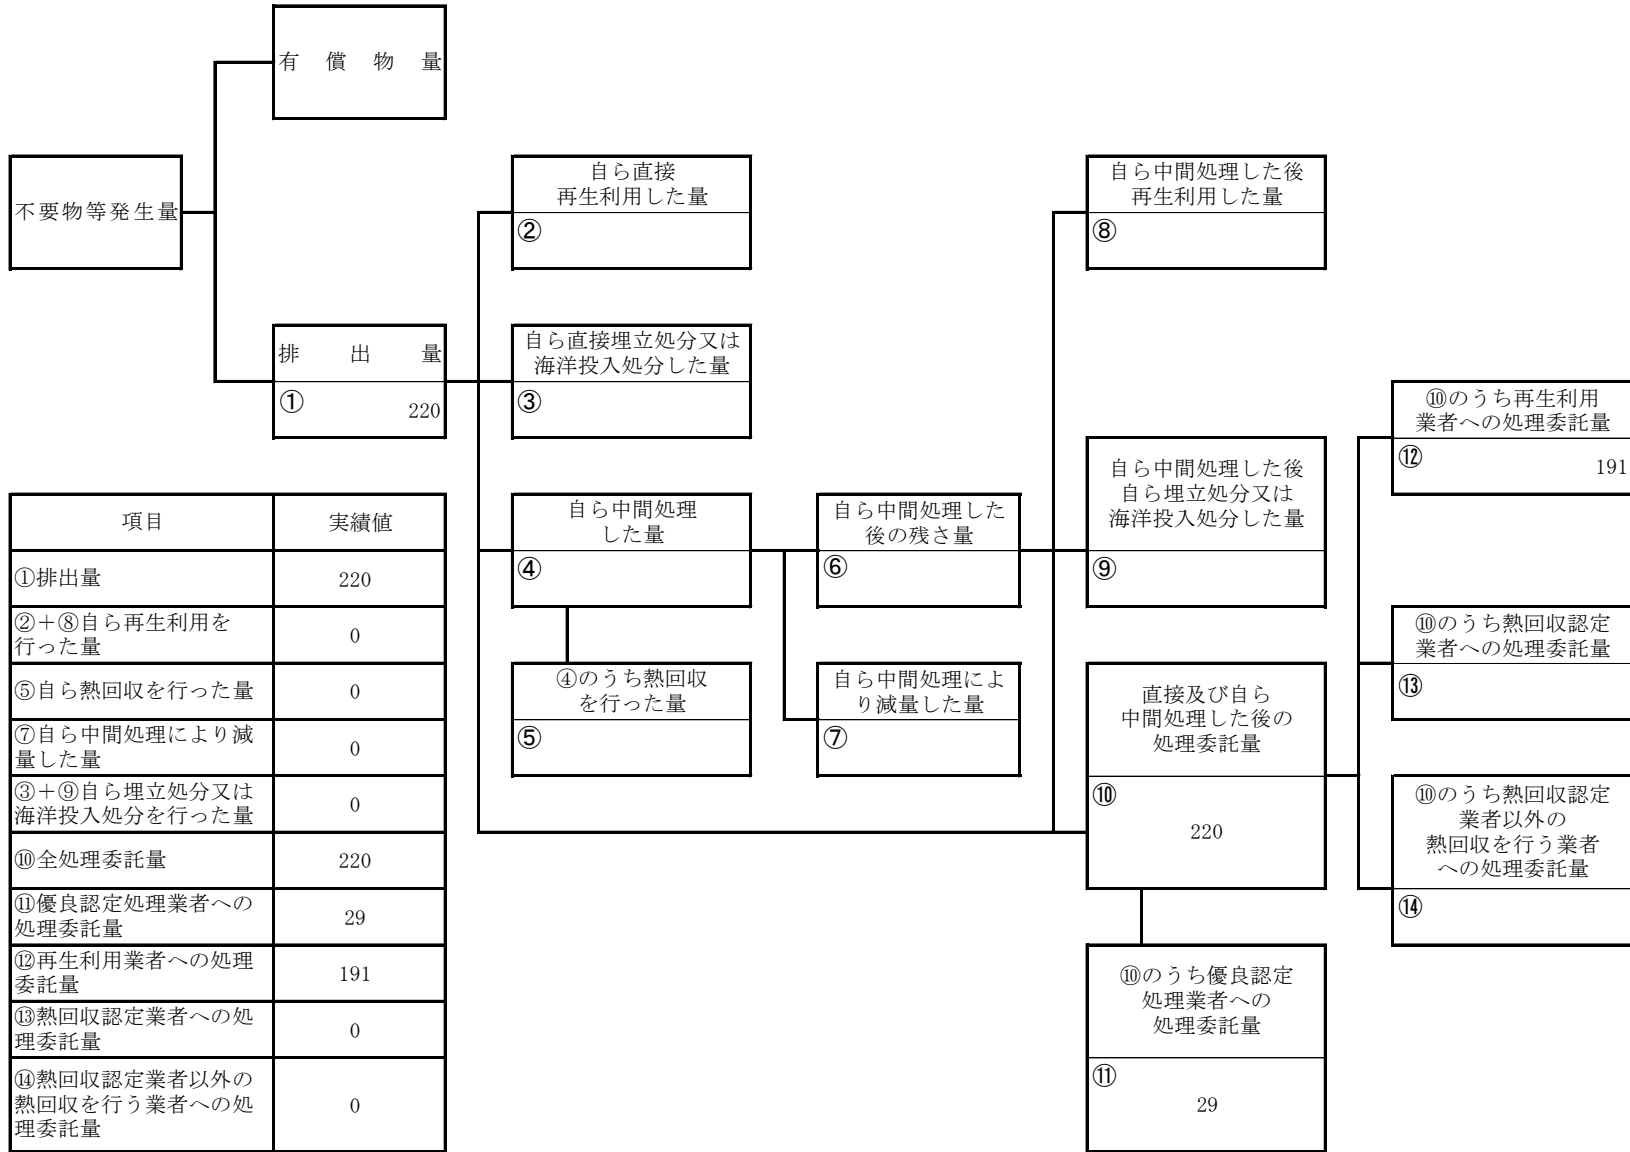 有償物量
不要物等発生量
自ら直接
再生利用した量
②
自ら中間処理した後
再生利用した量
⑧
排出量
①
220
自ら直接埋立処分又は
海洋投入処分した量
③
⑩のうち再生利用
業者への処理委託量
⑫
191
自ら中間処理
した量
④
自ら中間処理した
後の残さ量
⑥
自ら中間処理した後
自ら埋立処分又は
海洋投入処分した量
⑨
④のうち熱回収
を行った量
⑤
自ら中間処理によ
り減量した量
⑦
直接及び自ら
中間処理した後の
処理委託量
⑩
220
⑩のうち熱回収認定
業者への処理委託量
⑬
⑩のうち熱回収認定
業者以外の
熱回収を行う業者
への処理委託量
⑭
⑩のうち優良認定
処理業者への
処理委託量
⑪
29
項目 実績値
①排出量 220
②+⑧自ら再生利用を
行った量 0
⑤自ら熱回収を行った量 0
⑦自ら中間処理により減
量した量 0
③+⑨自ら埋立処分又は
海洋投入処分を行った量 0
⑩全処理委託量 220
⑪優良認定処理業者への
処理委託量 29
⑫再生利用業者への処理
委託量 191
⑬熱回収認定業者への処
理委託量 0
⑭熱回収認定業者以外の
熱回収を行う業者への処
理委託量 0